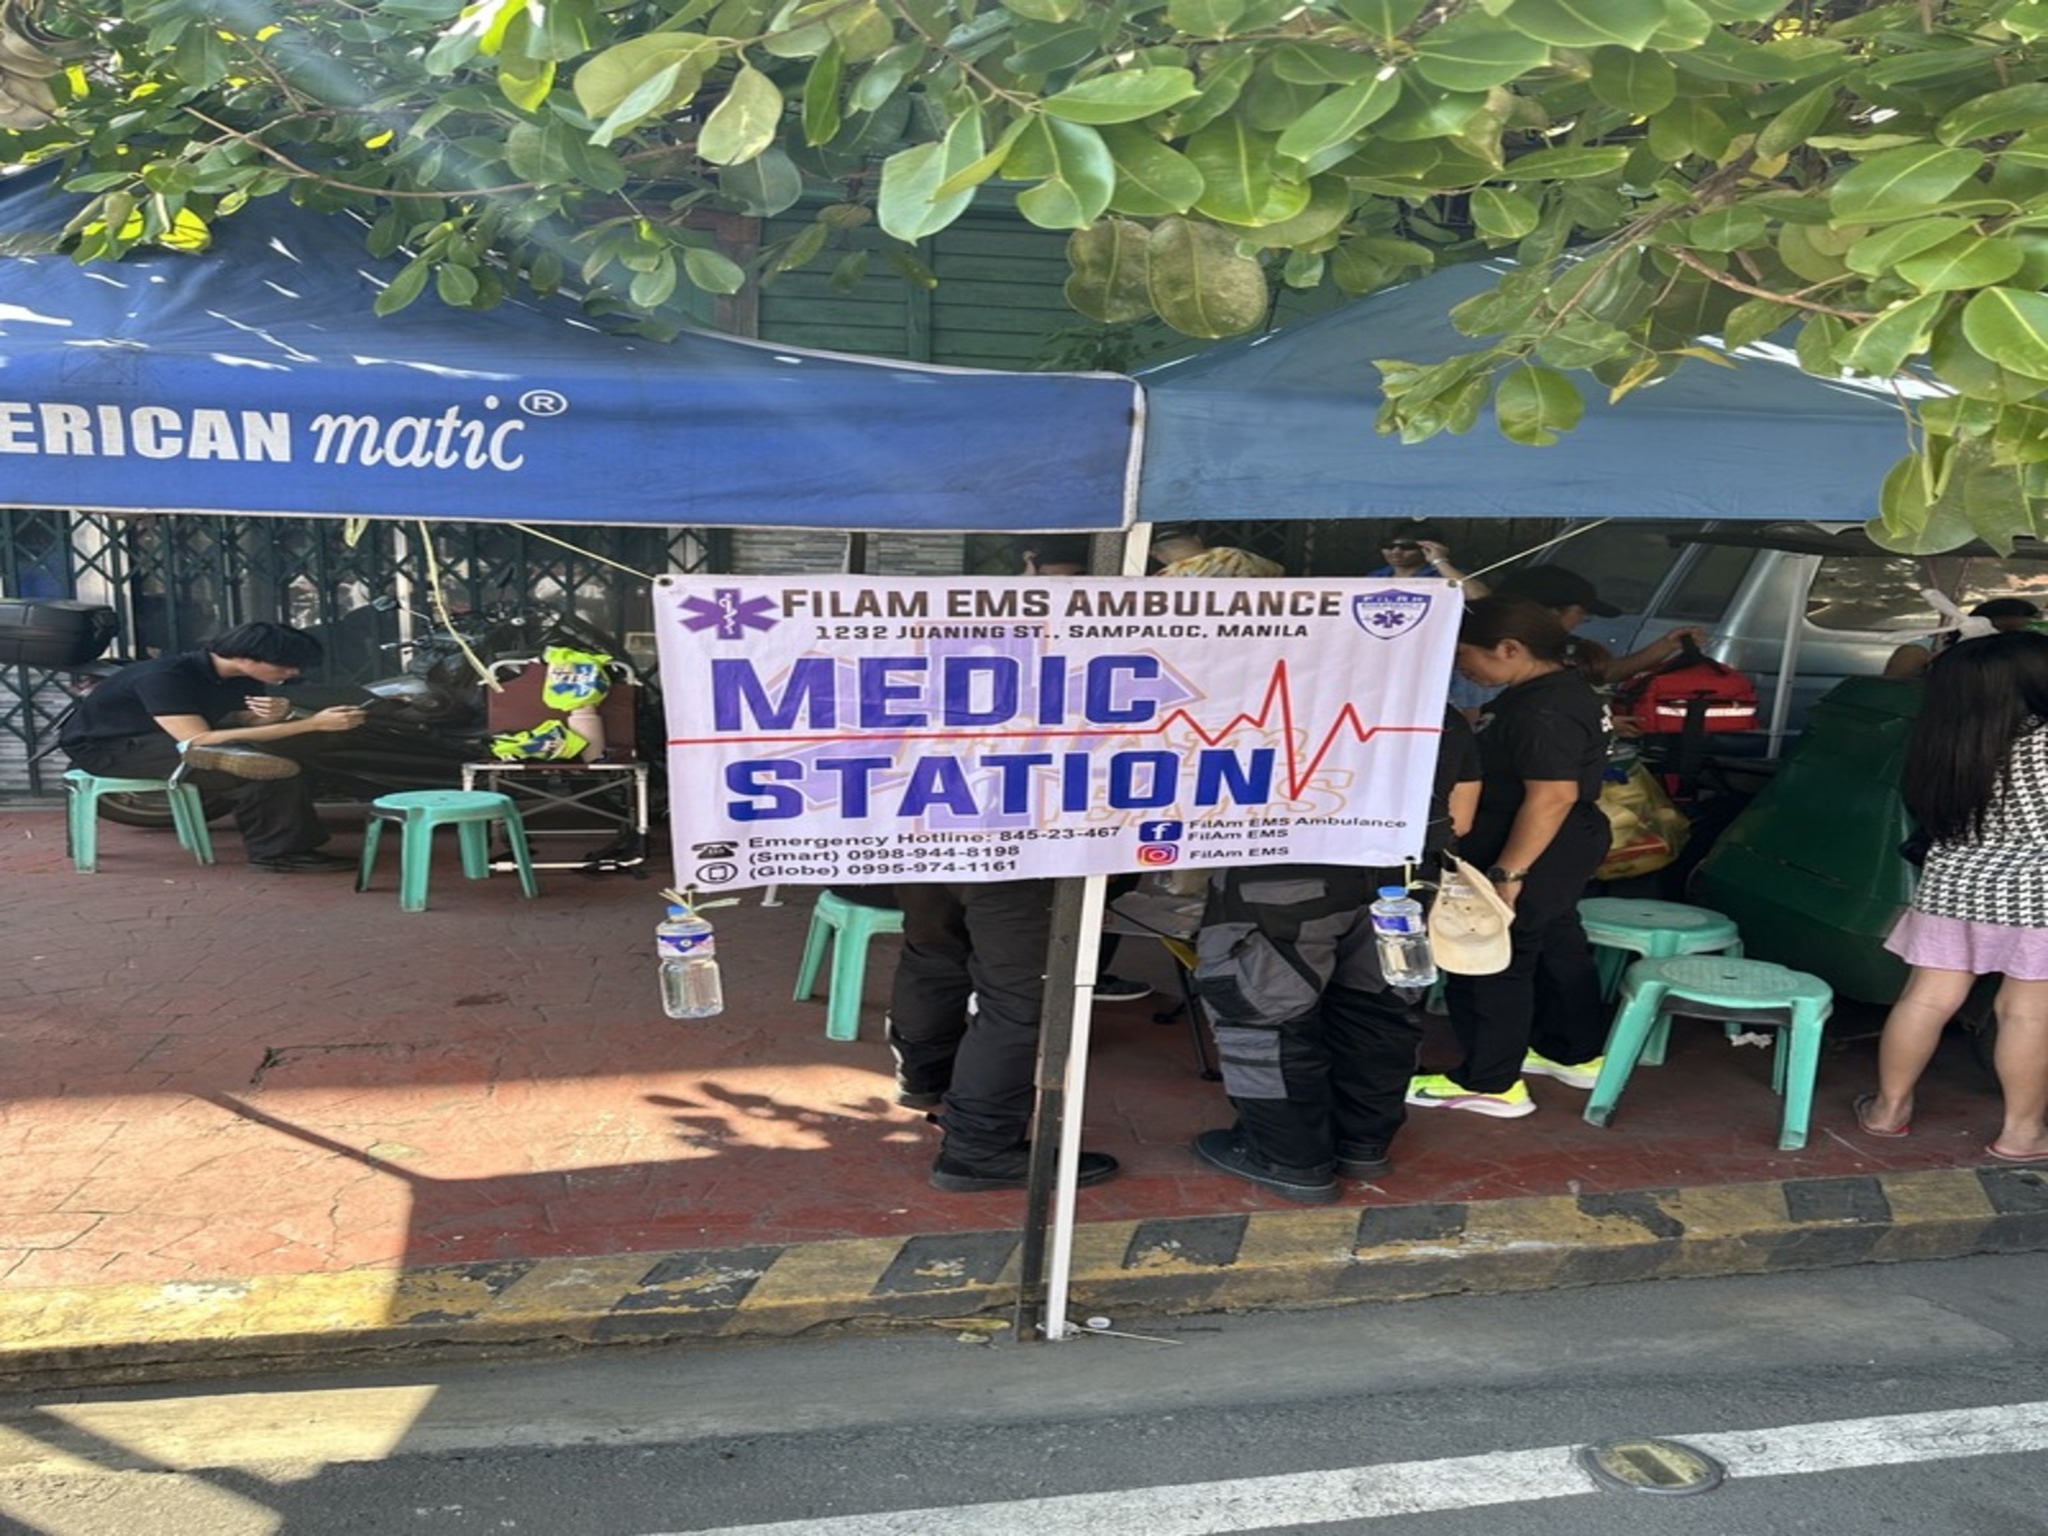 ERICAN matic®
FILAM EMS AMBULANCE
1232 JUANING ST., SAMPALOC, MANILA
MEDIC
STATION
Emergency Hotline: 845-23-467
(Smart) 0998-944-8198
(Globe) 0995-974-1161
FilAm EMS Ambulance
FilAm EMS
FilAm EMS
FILAM